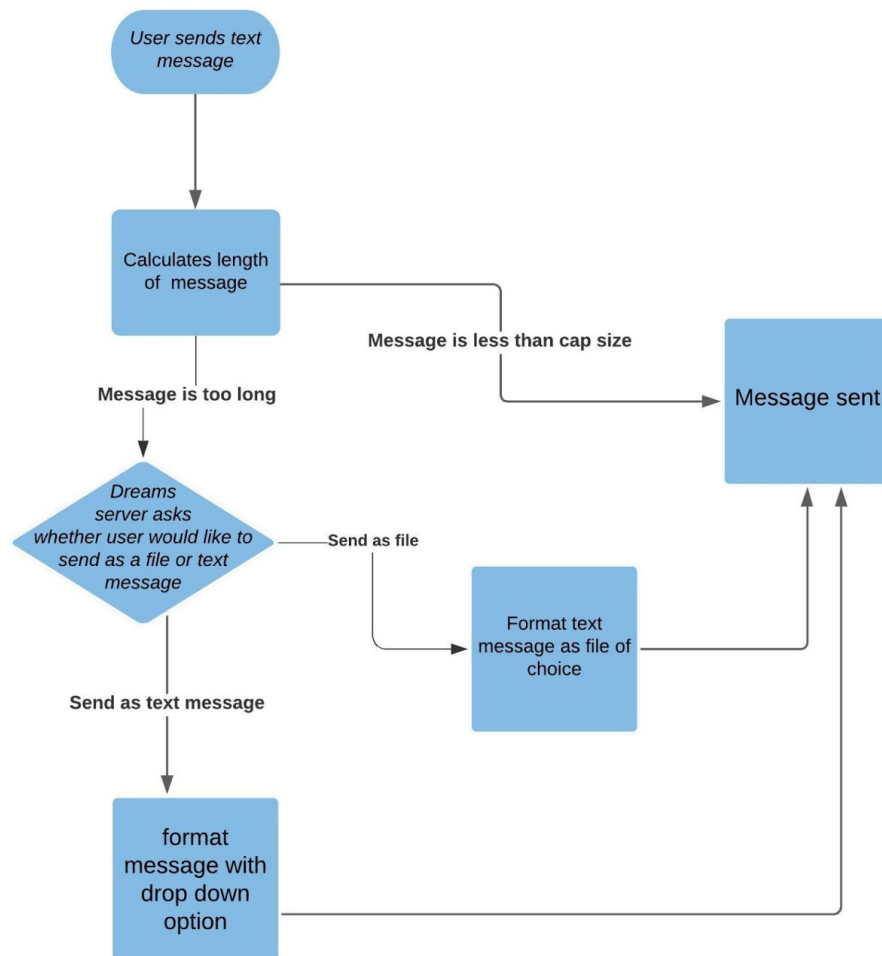 User sends text
message
Calculates length
of message
Message is less than cap size
Message sent
Message is too long
Dreams
server asks
whether user would like to
send as a file or text
message
Send as file
Format text
message as file of
choice
Send as text message
format
message with
drop down
option